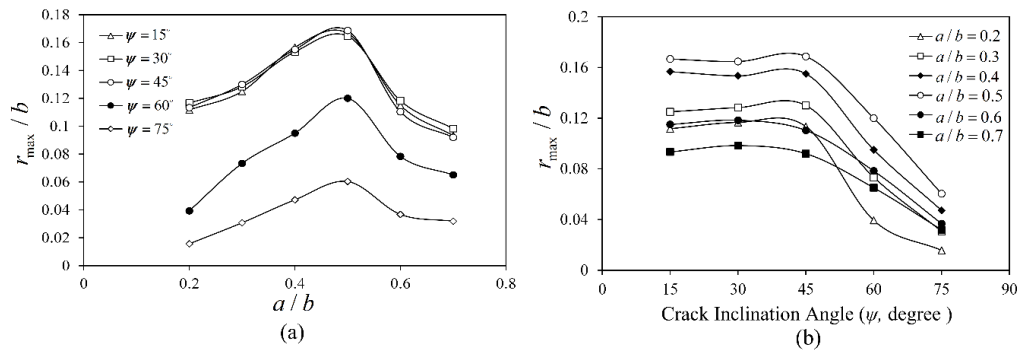 0.18
0.16
0.14
0.12
0.1
0.08
0.06
0.04
0.02
0
r max / b
ψ = 15°
ψ = 30°
ψ = 45°
ψ = 60°
ψ = 75°
0 0.2 0.4 0.6 0.8
a / b
(a)
0.2
0.16
0.12
0.08
0.04
0
r max / b
a / b = 0.2
a / b = 0.3
a / b = 0.4
a / b = 0.5
a / b = 0.6
a / b = 0.7
0 15 30 45 60 75 90
Crack Inclination Angle (ψ, degree )
(b)